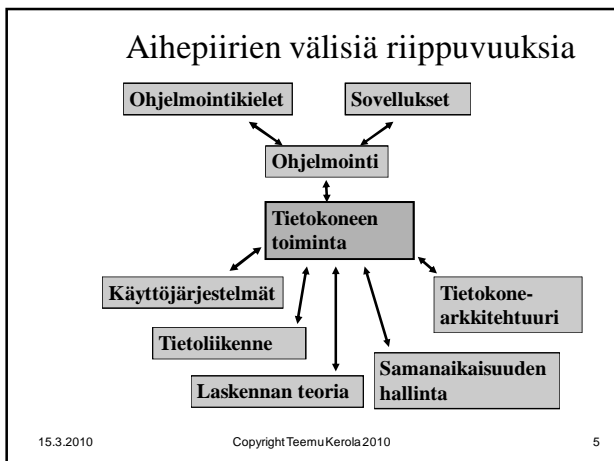 Aihepiirien välisiä riippuvuuksia
Ohjelmointikielet
Sovellukset
Ohjelmointi
Tietokoneen
toiminta
Käyttöjärjestelmät
Tietokone-
arkkitehtuuri
Tietoliikenne
Samanaikaisuuden
hallinta
Laskennan teoria
15.3.2010 Copyright Teemu Kerola 2010 5